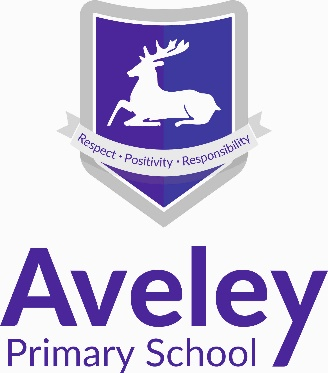 Respect • Positivity • Responsibility
Aveley
Primary School